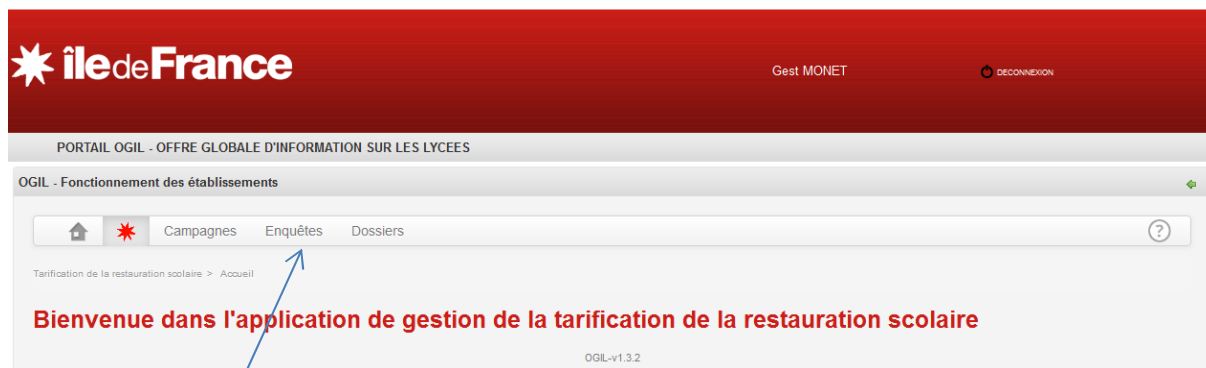 îledeFrance
Gest MONET DECONNEXION
PORTAIL OGIL - OFFRE GLOBALE D'INFORMATION SUR LES LYCEES
OGIL - Fonctionnement des établissements
Campagnes Enquêtes Dossiers ?
Tarification de la restauration scolaire > Accueil
Bienvenue dans l'application de gestion de la tarification de la restauration scolaire
OGIL-v1.3.2